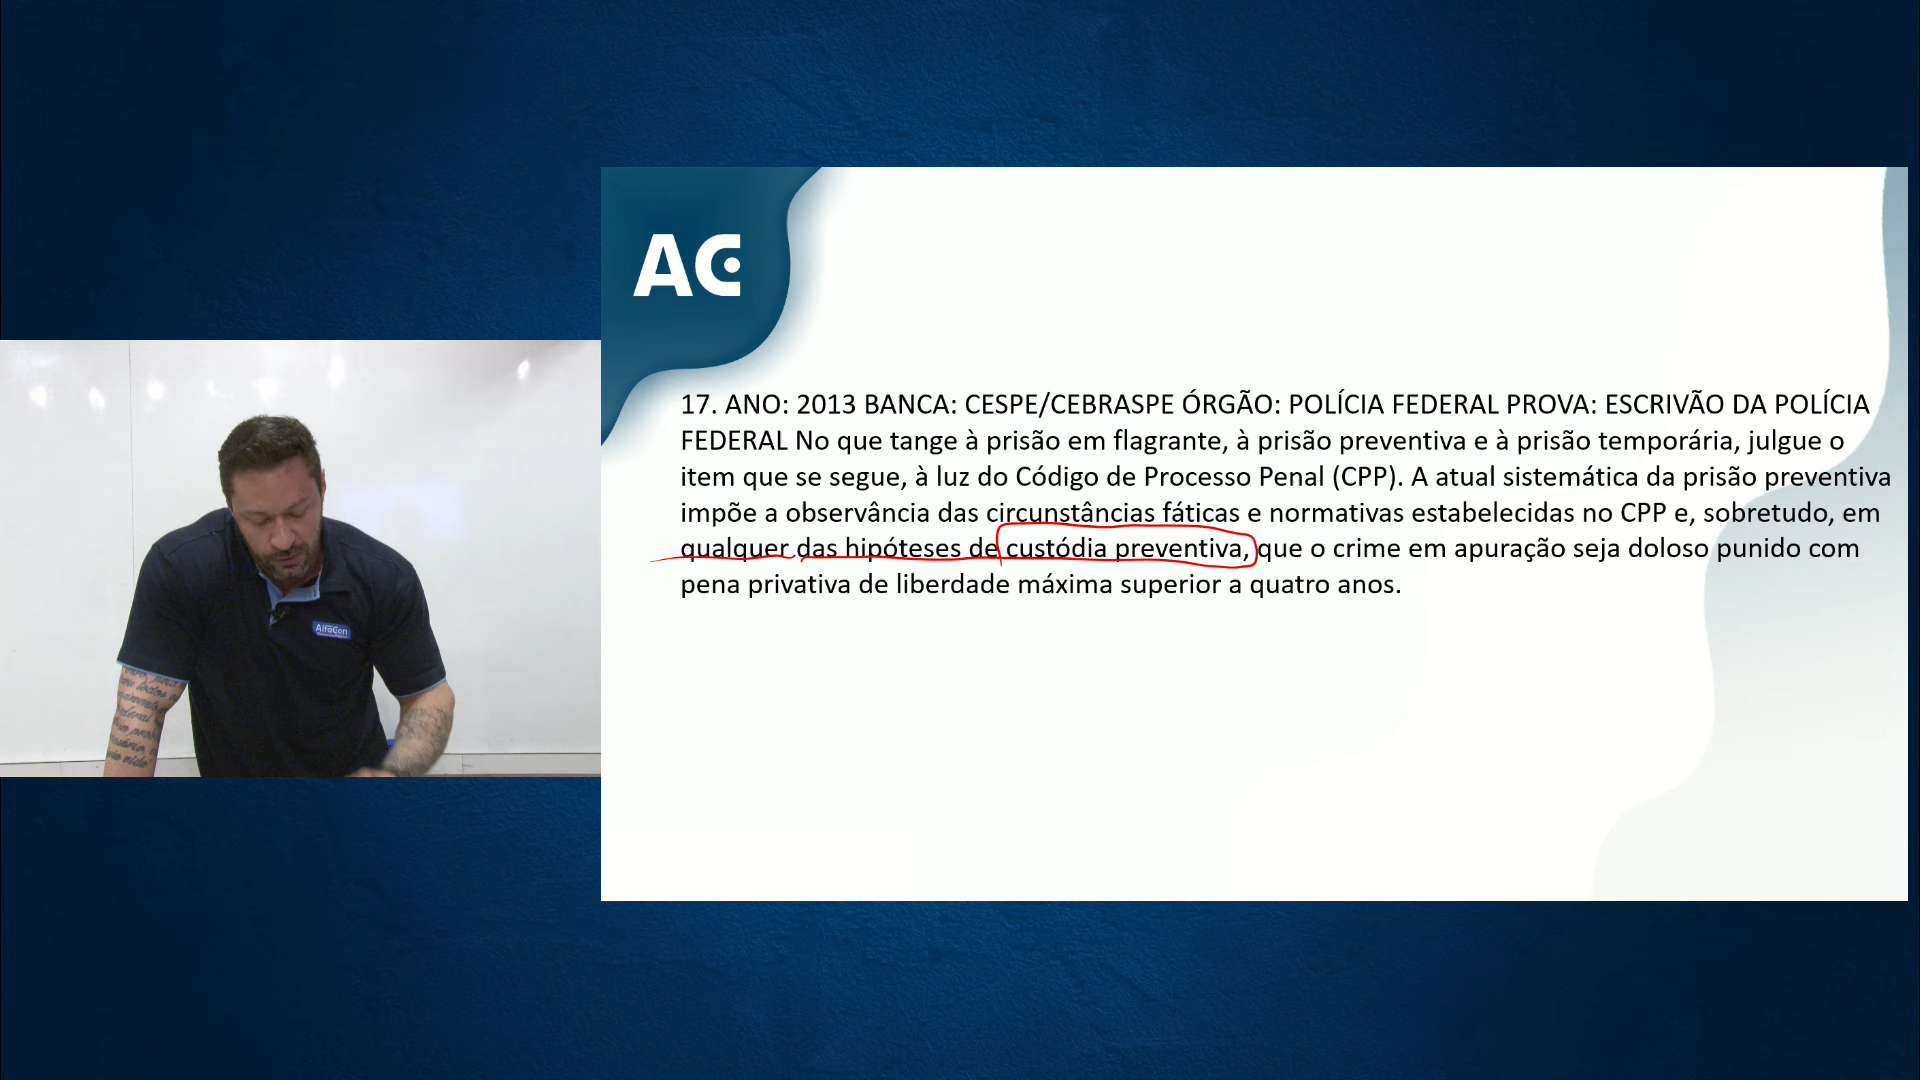 AC
17. ANO: 2013 BANCA: CESPE/CEBRASPE ÓRGÃO: POLÍCIA FEDERAL PROVA: ESCRIVÃO DA POLÍCIA
FEDERAL No que tange à prisão em flagrante, à prisão preventiva e à prisão temporária, julgue o
item que se segue, à luz do Código de Processo Penal (CPP). A atual sistemática da prisão preventiva
impõe a observância das circunstâncias fáticas e normativas estabelecidas no CPP e, sobretudo, em
qualquer das hipóteses de custódia preventiva, que o crime em apuração seja doloso punido com
pena privativa de liberdade máxima superior a quatro anos.
AlfaCon